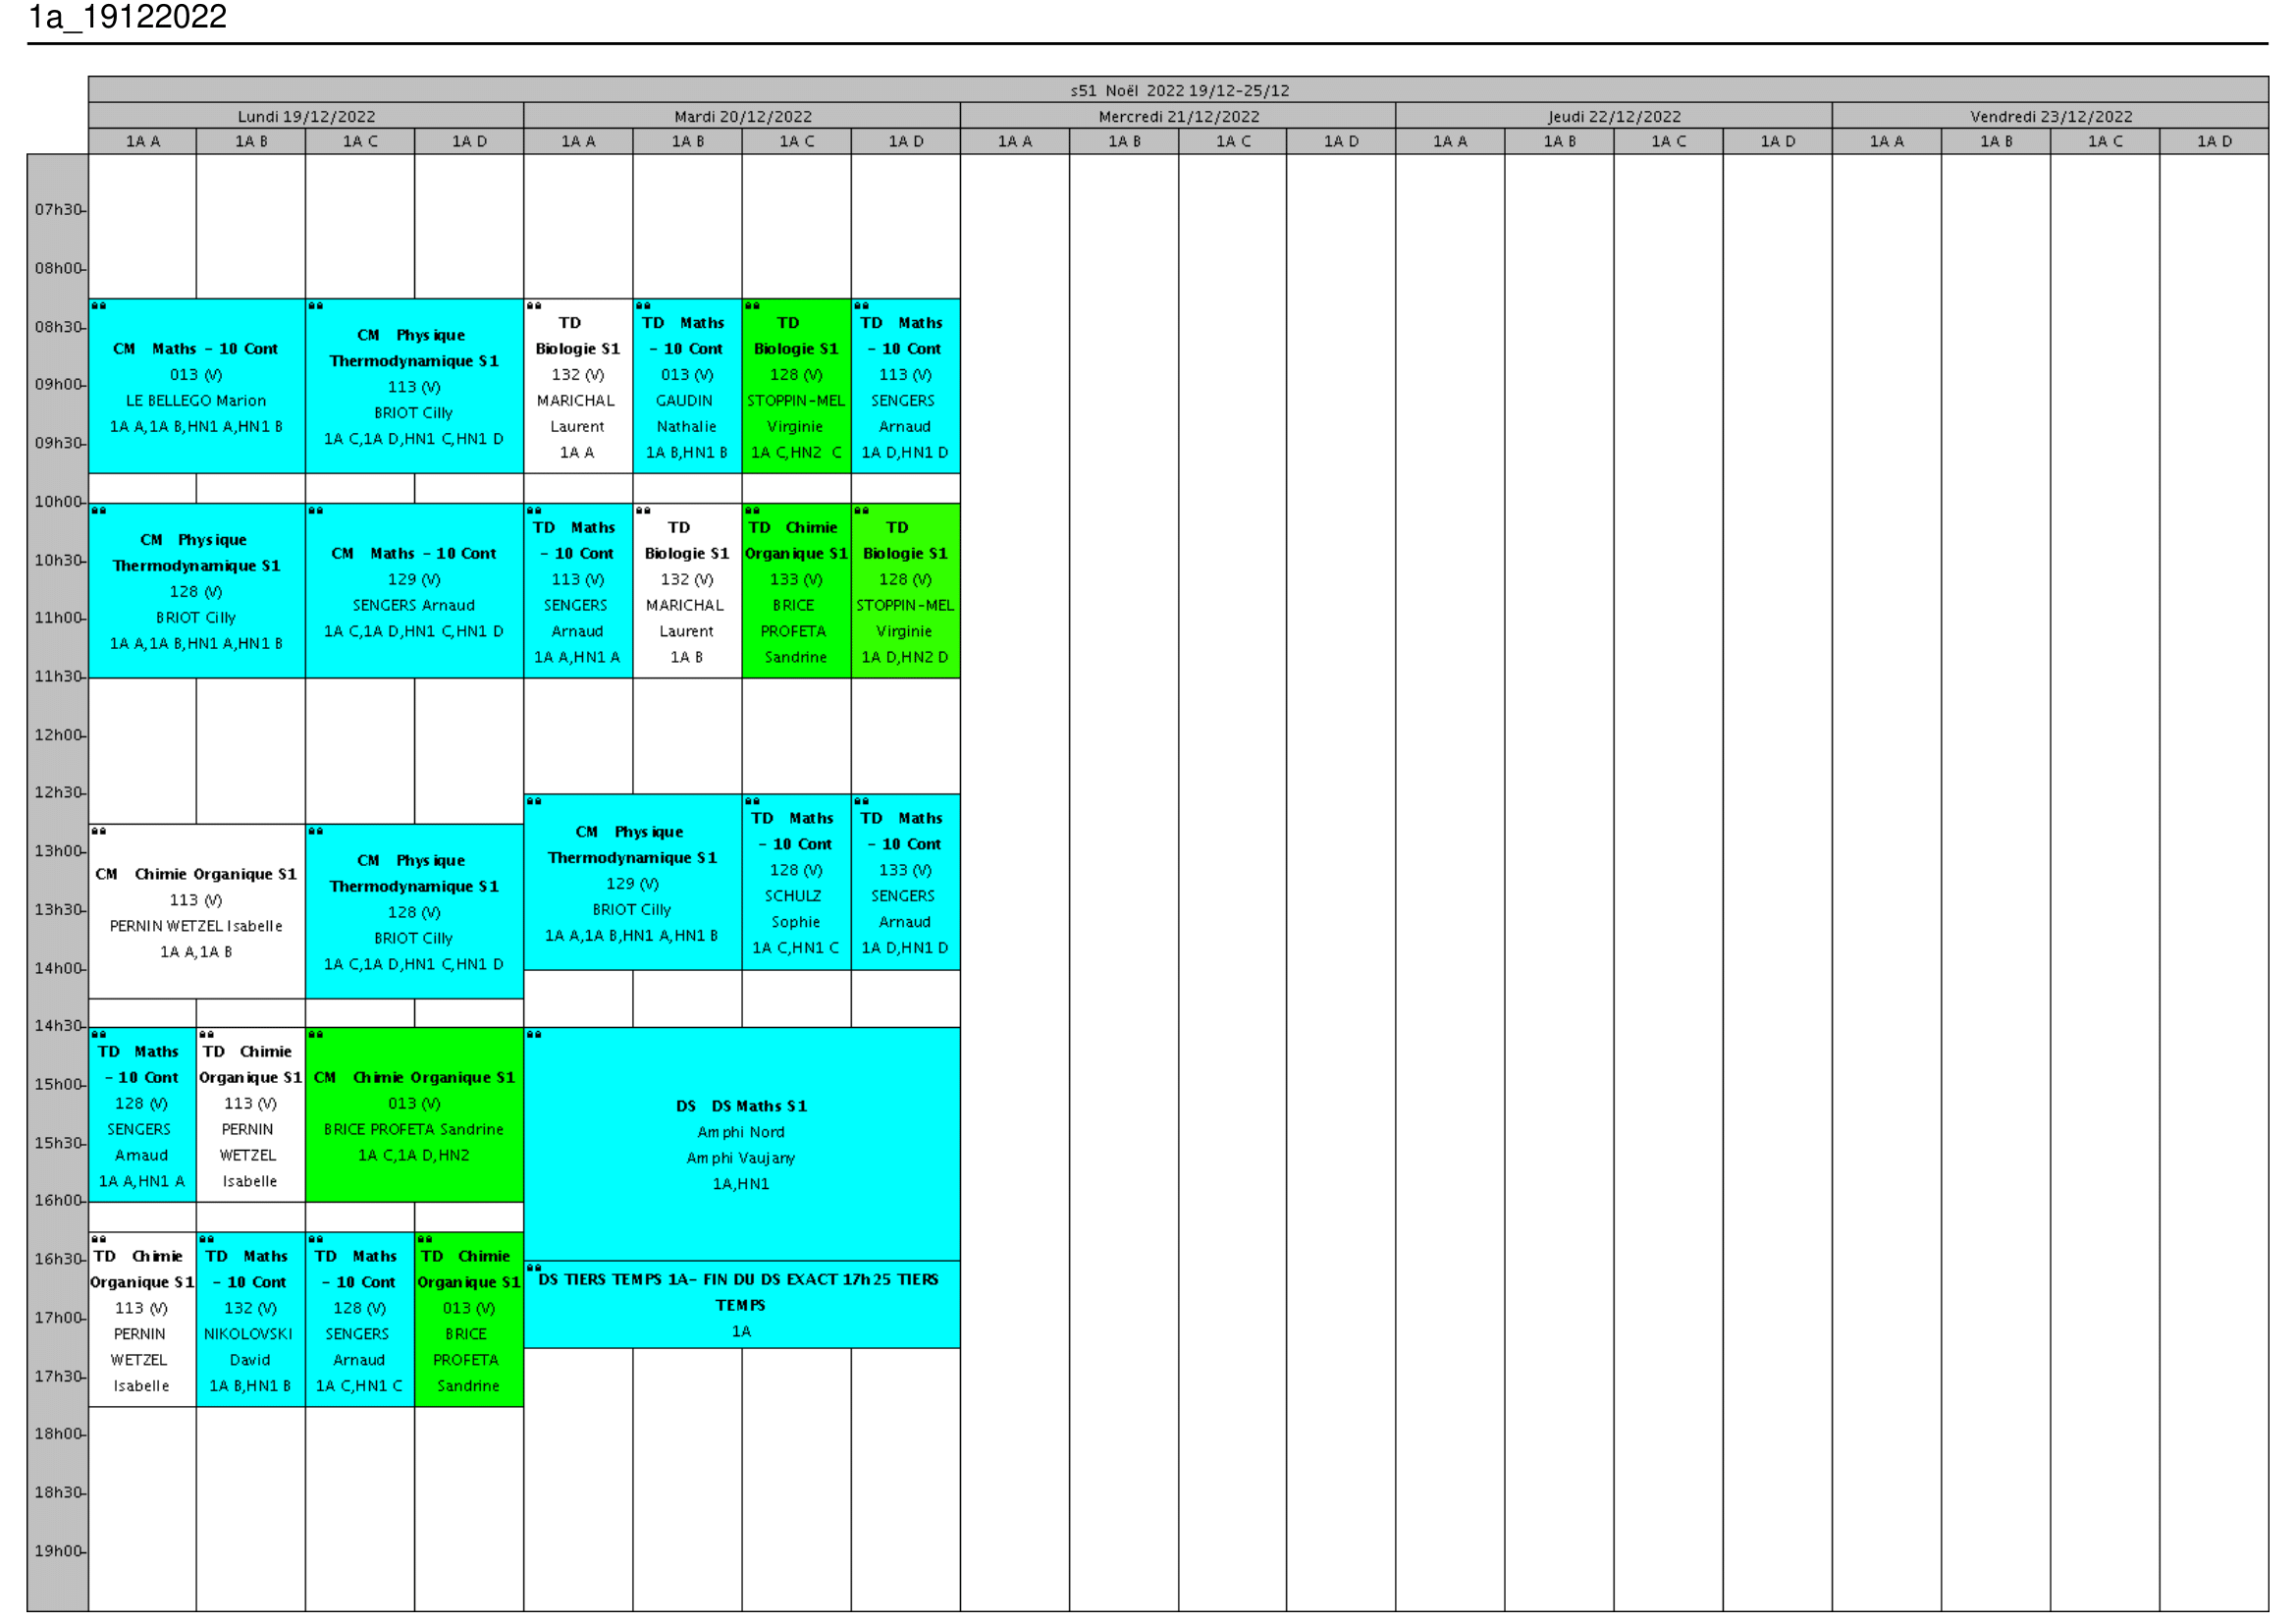 1a_19122022
s51 Noël 2022 19/12-25/12
Lundi 19/12/2022
Mardi 20/12/2022
Mercredi 21/12/2022
Jeudi 22/12/2022
Vendredi 23/12/2022
1A A 1A B 1A C 1A D 1A A 1A B 1A C 1A D 1A A 1A B 1A C 1A D 1A A 1A B 1A C 1A D 1A A 1A B 1A C 1A D
07h30
08h00
08h30
09h00
09h30
10h00
10h30
11h00
11h30
12h00
12h30
13h00
13h30
14h00
14h30
15h00
15h30
16h00
16h30
17h00
17h30
18h00
18h30
19h00
CM Maths - 10 Cont
013 (V)
LE BELLEGO Marion
1A A,1A B,HN1 A,HN1 B
CM Physique
Thermodynamique S1
113 (V)
BRIOT Cilly
1A C,1A D,HN1 C,HN1 D
TD
Biologie S1
132 (V)
MARICHAL
Laurent
1A A
TD Maths
- 10 Cont
013 (V)
GAUDIN
Nathalie
1A B,HN1 B
TD
Biologie S1
128 (V)
STOPPIN-MEL
Virginie
1A C,HN2 C
TD Maths
- 10 Cont
113 (V)
SENGERS
Arnaud
1A D,HN1 D
CM Physique
Thermodynamique S1
128 (V)
BRIOT Cilly
1A A,1A B,HN1 A,HN1 B
CM Maths - 10 Cont
129 (V)
SENGERS Arnaud
1A C,1A D,HN1 C,HN1 D
TD Maths
- 10 Cont
113 (V)
SENGERS
Arnaud
1A A,HN1 A
TD
Biologie S1
132 (V)
MARICHAL
Laurent
1A B
TD Chimie
Organique S1
133 (V)
BRICE
PROFETA
Sandrine
TD
Biologie S1
128 (V)
STOPPIN-MEL
Virginie
1A D,HN2 D
CM Chimie Organique S1
113 (V)
PERNIN WETZEL Isabelle
1A A,1A B
CM Physique
Thermodynamique S1
128 (V)
BRIOT Cilly
1A C,1A D,HN1 C,HN1 D
CM Physique
Thermodynamique S1
129 (V)
BRIOT Cilly
1A A,1A B,HN1 A,HN1 B
TD Maths
- 10 Cont
128 (V)
SCHULZ
Sophie
1A C,HN1 C
TD Maths
- 10 Cont
133 (V)
SENGERS
Arnaud
1A D,HN1 D
TD Maths
- 10 Cont
128 (V)
SENGERS
Arnaud
1A A,HN1 A
TD Chimie
Organique S1
113 (V)
PERNIN
WETZEL
Isabelle
CM Chimie Organique S1
013 (V)
BRICE PROFETA Sandrine
1A C,1A D,HN2
DS DS Maths S1
Amphi Nord
Amphi Vaujany
1A,HN1
TD Chimie
Organique S1
113 (V)
PERNIN
WETZEL
Isabelle
TD Maths
- 10 Cont
132 (V)
NIKOLOVSKI
David
1A B,HN1 B
TD Maths
- 10 Cont
128 (V)
SENGERS
Arnaud
1A C,HN1 C
TD Chimie
Organique S1
013 (V)
BRICE
PROFETA
Sandrine
DS TIERS TEMPS 1A- FIN DU DS EXACT 17h25 TIERS
TEMPS
1A